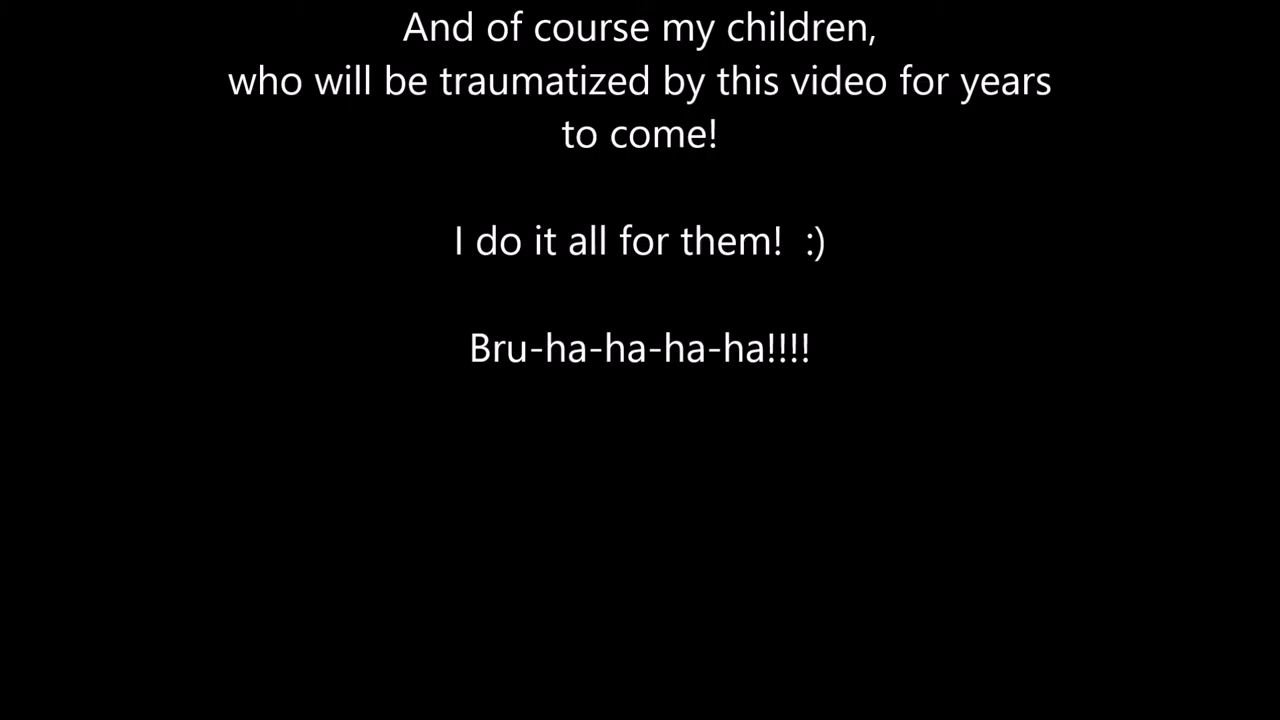 And of course my children,
who will be traumatized by this video for years
to come!
I do it all for them!  :)
Bru-ha-ha-ha-ha!!!!